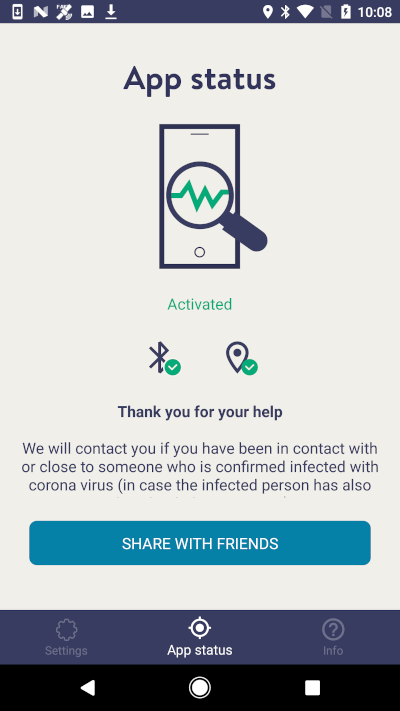 10:08
App status
Activated
Thank you for your help
We will contact you if you have been in contact with
or close to someone who is confirmed infected with
corona virus (in case the infected person has also
SHARE WITH FRIENDS
Settings
App status
Info